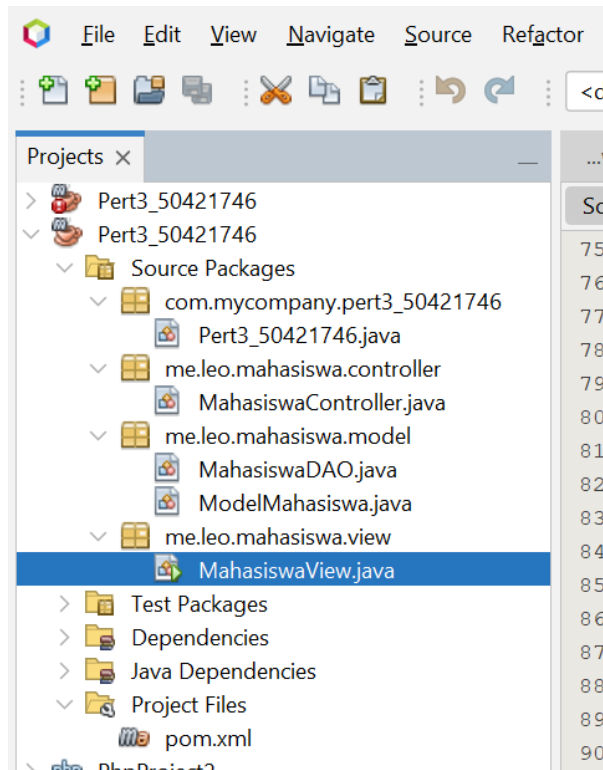 File Edit View Navigate Source Refactor
<d
Projects
...v
Pert3_50421746
Sc
Pert3_50421746
75
Source Packages
76
com.mycompany.pert3_50421746
77
Pert3_50421746.java
78
me.leo.mahasiswa.controller
79
MahasiswaController.java
80
me.leo.mahasiswa.model
81
MahasiswaDAO.java
82
ModelMahasiswa.java
83
me.leo.mahasiswa.view
84
MahasiswaView.java
85
Test Packages
86
Dependencies
87
Java Dependencies
88
Project Files
89
pom.xml
90
php PhpProject2